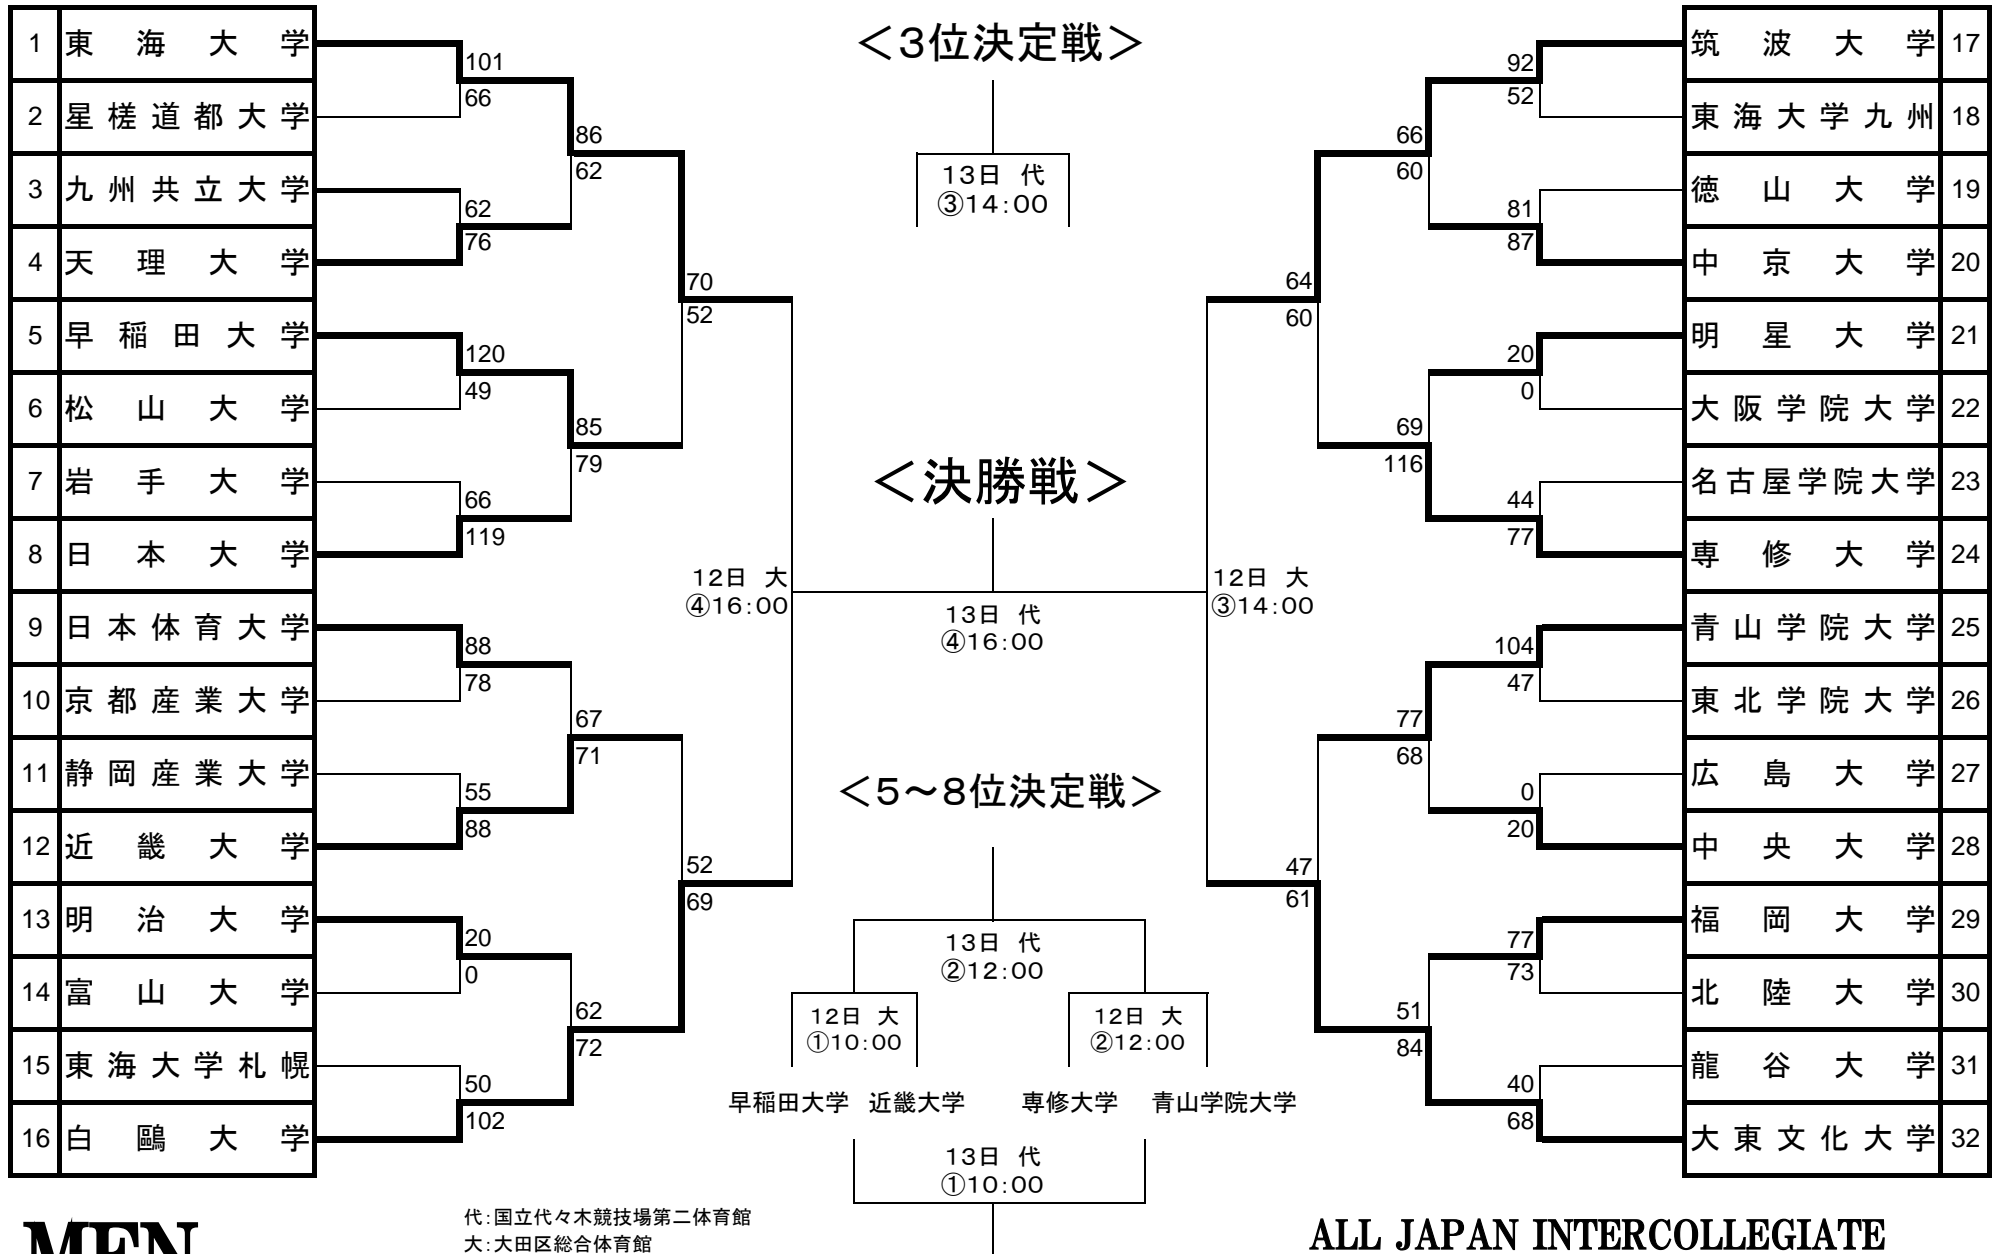 1 東海大学
2 星槎道都大学
3 九州共立大学
4 天理大学
5 早稲田大学
6 松山大学
7 岩手大学
8 日本大学
9 日本体育大学
10 京都産業大学
11 静岡産業大学
12 近畿大学
13 明治大学
14 富山大学
15 東海大学札幌
16 白鷗大学
101
66
62
76
120
49
66
119
88
78
55
88
20
0
50
102
86
62
85
79
67
71
62
72
70
52
52
69
12日 大
④16:00
＜3位決定戦＞
13日 代
③14:00
＜決勝戦＞
13日 代
④16:00
＜5～8位決定戦＞
13日 代
②12:00
12日 大
①10:00
12日 大
②12:00
早稲田大学 近畿大学 専修大学 青山学院大学
13日 代
①10:00
12日 大
③14:00
64
60
47
61
66
60
69
116
77
68
51
84
92
52
81
87
20
0
44
77
104
47
0
20
77
73
40
68
筑波大学 17
東海大学九州 18
徳山大学 19
中京大学 20
明星大学 21
大阪学院大学 22
名古屋学院大学 23
専修大学 24
青山学院大学 25
東北学院大学 26
広島大学 27
中央大学 28
福岡大学 29
北陸大学 30
龍谷大学 31
大東文化大学 32
MEN
代:国立代々木競技場第二体育館
大:大田区総合体育館
ALL JAPAN INTERCOLLEGIATE